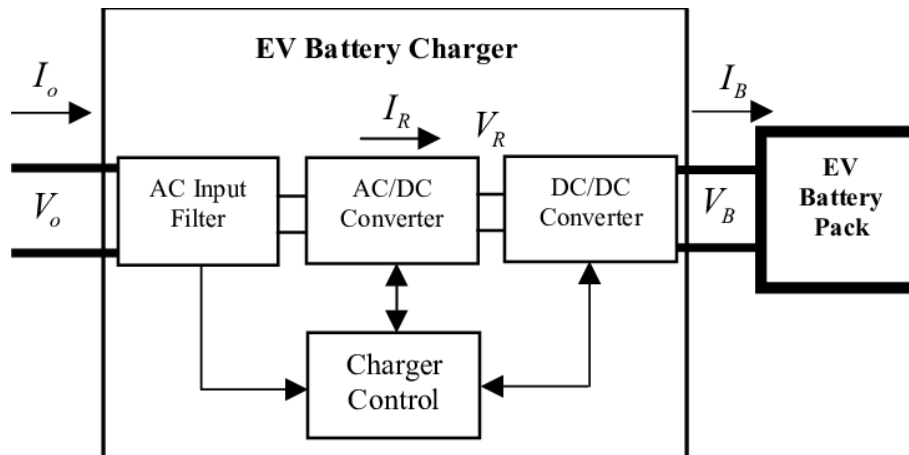 EV Battery Charger
I_o
I_R
V_R
I_B
V_o
AC Input
Filter
AC/DC
Converter
DC/DC
Converter
V_B
EV
Battery
Pack
Charger
Control